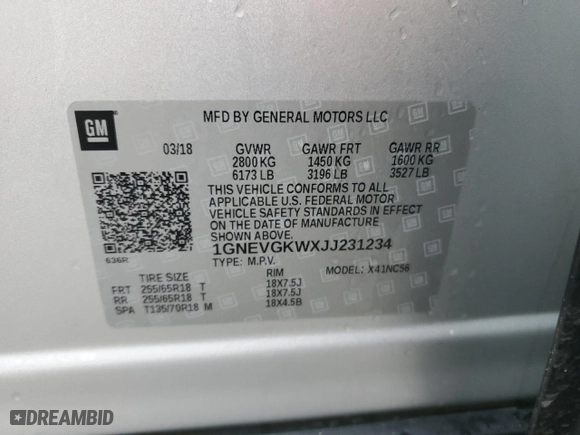 GM
MFD BY GENERAL MOTORS LLC
03/18 GVWR GAWR FRT GAWR RR
2800 KG 1450 KG 1600 KG
6173 LB 3196 LB 3527 LB
THIS VEHICLE CONFORMS TO ALL
APPLICABLE U.S. FEDERAL MOTOR
VEHICLE SAFETY STANDARDS IN EFFECT
ON THE DATE OF MANUFACTURE
SHOWN ABOVE.
1GNEVGKWXJJ231234
636R
TYPE: M.P.V. MODEL: X41NC56
TIRE SIZE RIM
FRT 255/65R18 T 18X7.5J
RR 255/65R18 T 18X7.5J
SPA T135/70R18 M 18X4.5B
DREAMBID